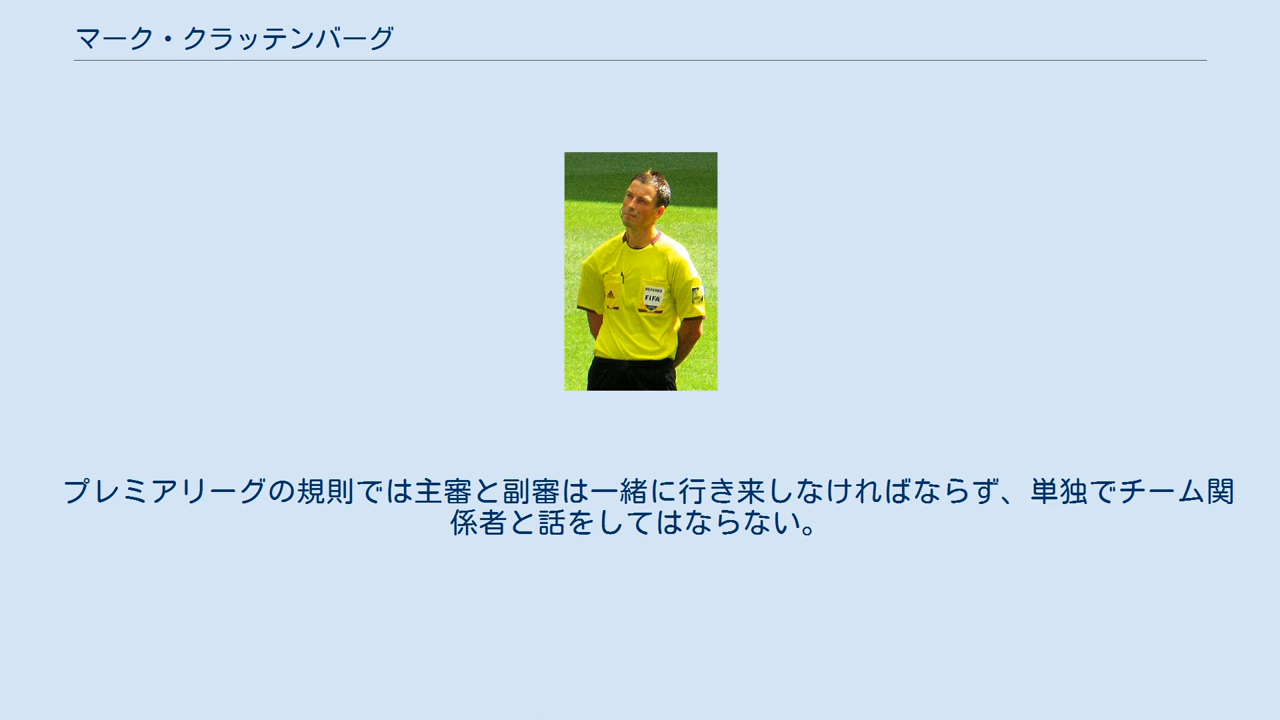 マーク・クラッテンバーグ
REFEREE
FIFA
プレミアリーグの規則では主審と副審は一緒に行き来しなければならず、単独でチーム関
係者と話をしてはならない。